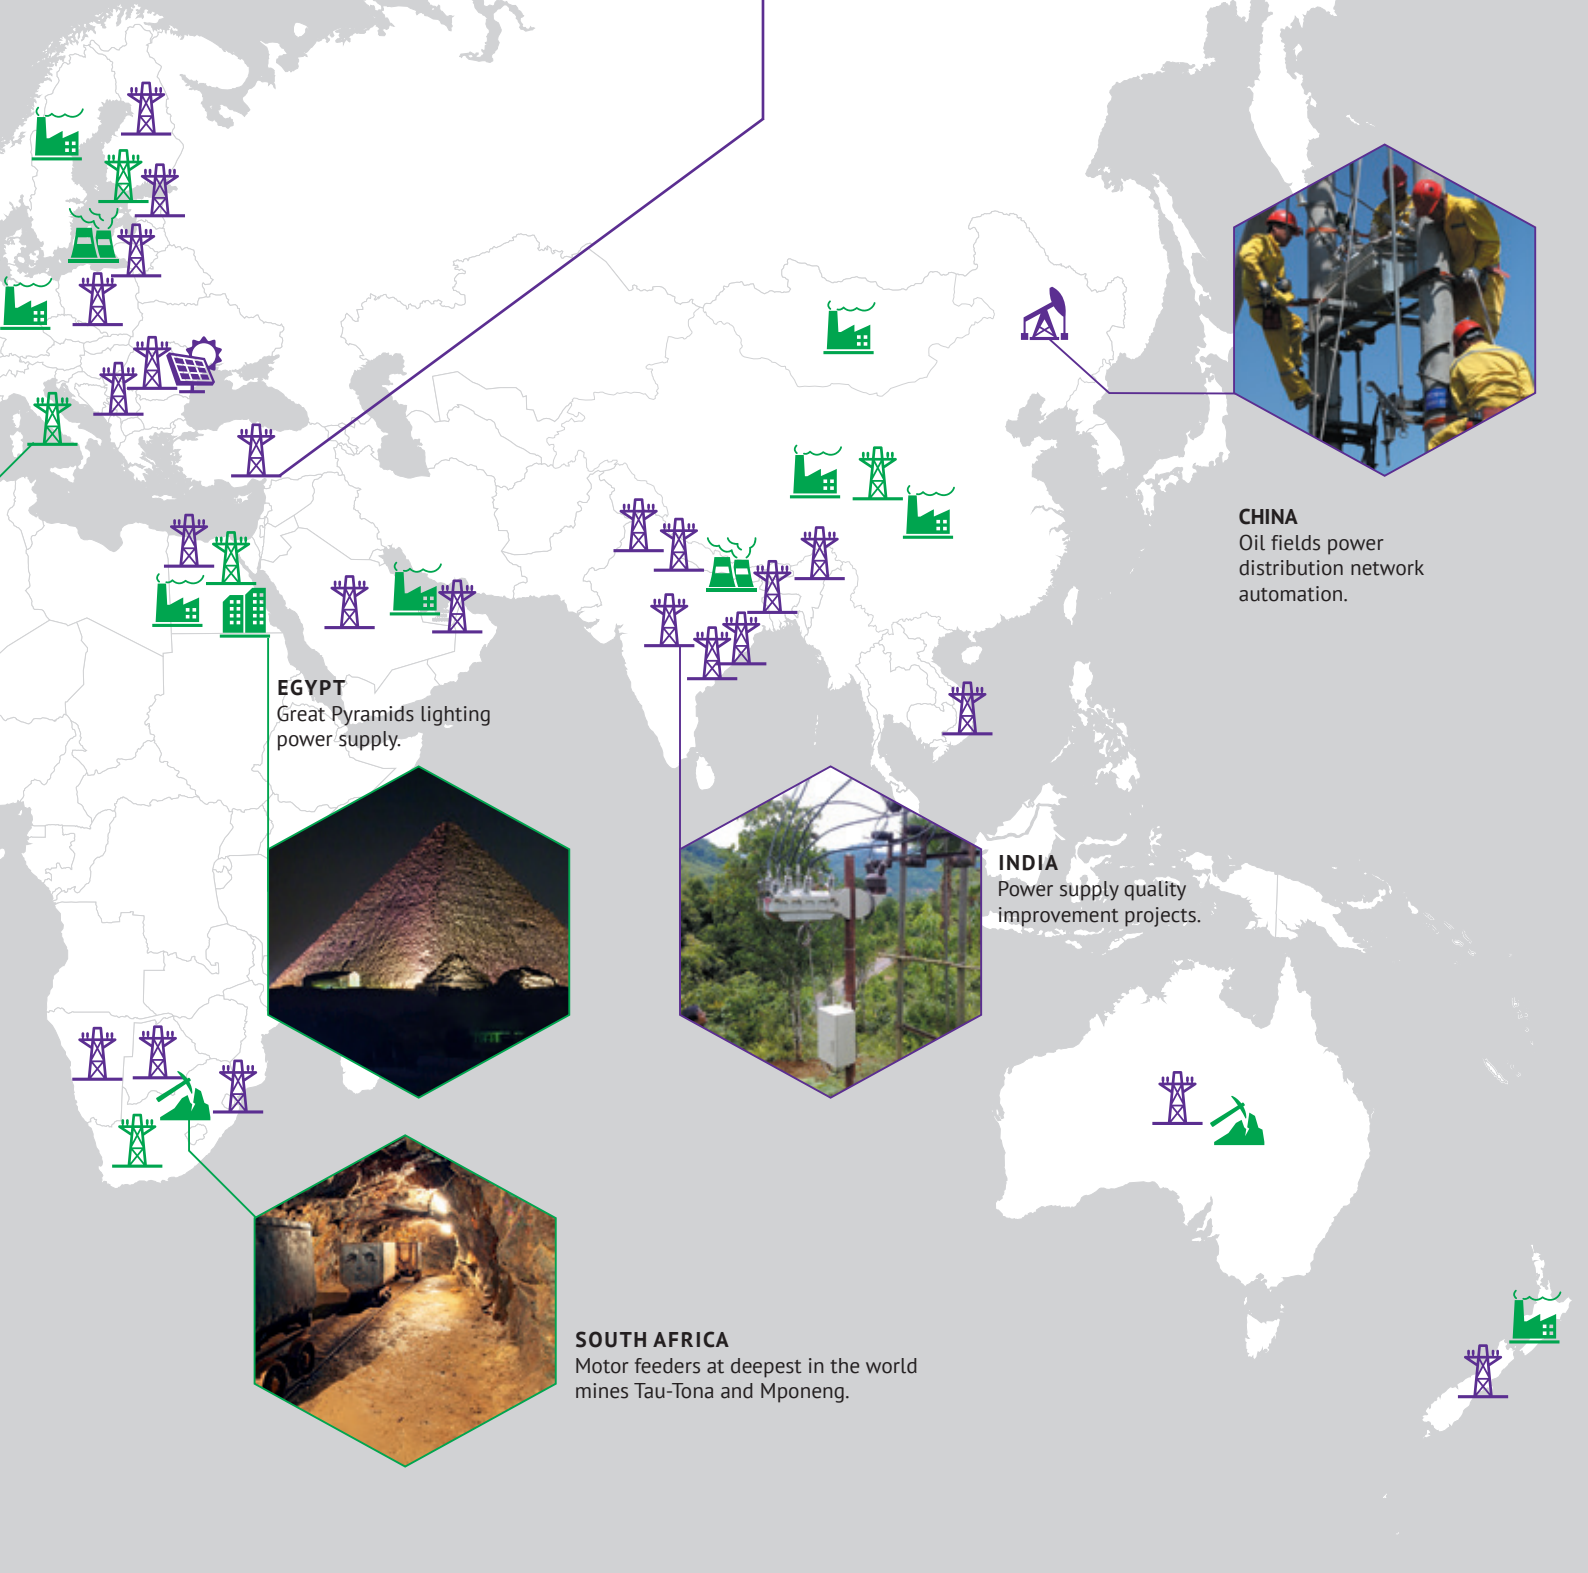 CHINA
Oil fields power
distribution network
automation.
EGYPT
Great Pyramids lighting
power supply.
INDIA
Power supply quality
improvement projects.
SOUTH AFRICA
Motor feeders at deepest in the world
mines Tau-Tona and Mponeng.